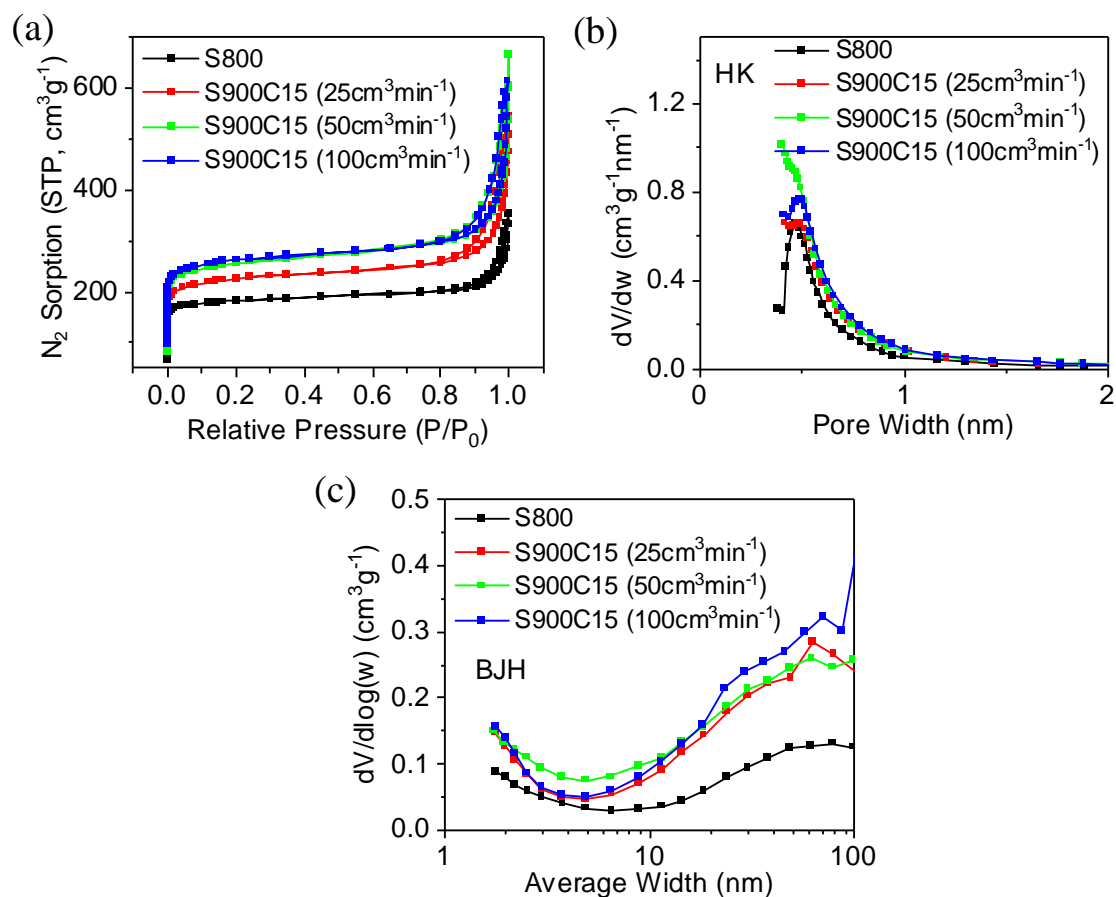 (a)
S800
S900C15 (25cm³min⁻¹)
S900C15 (50cm³min⁻¹)
S900C15 (100cm³min⁻¹)
N₂ Sorption (STP, cm³g⁻¹)
600
400
200
0.0 0.2 0.4 0.6 0.8 1.0
Relative Pressure (P/P₀)
(b)
HK
S800
S900C15 (25cm³min⁻¹)
S900C15 (50cm³min⁻¹)
S900C15 (100cm³min⁻¹)
dV/dw (cm³g⁻¹nm⁻¹)
1.2
0.9
0.6
0.3
0.0
0 1 2
Pore Width (nm)
(c)
S800
S900C15 (25cm³min⁻¹)
S900C15 (50cm³min⁻¹)
S900C15 (100cm³min⁻¹)
BJH
dV/dlog(w) (cm³g⁻¹)
0.5
0.4
0.3
0.2
0.1
0.0
1 10 100
Average Width (nm)